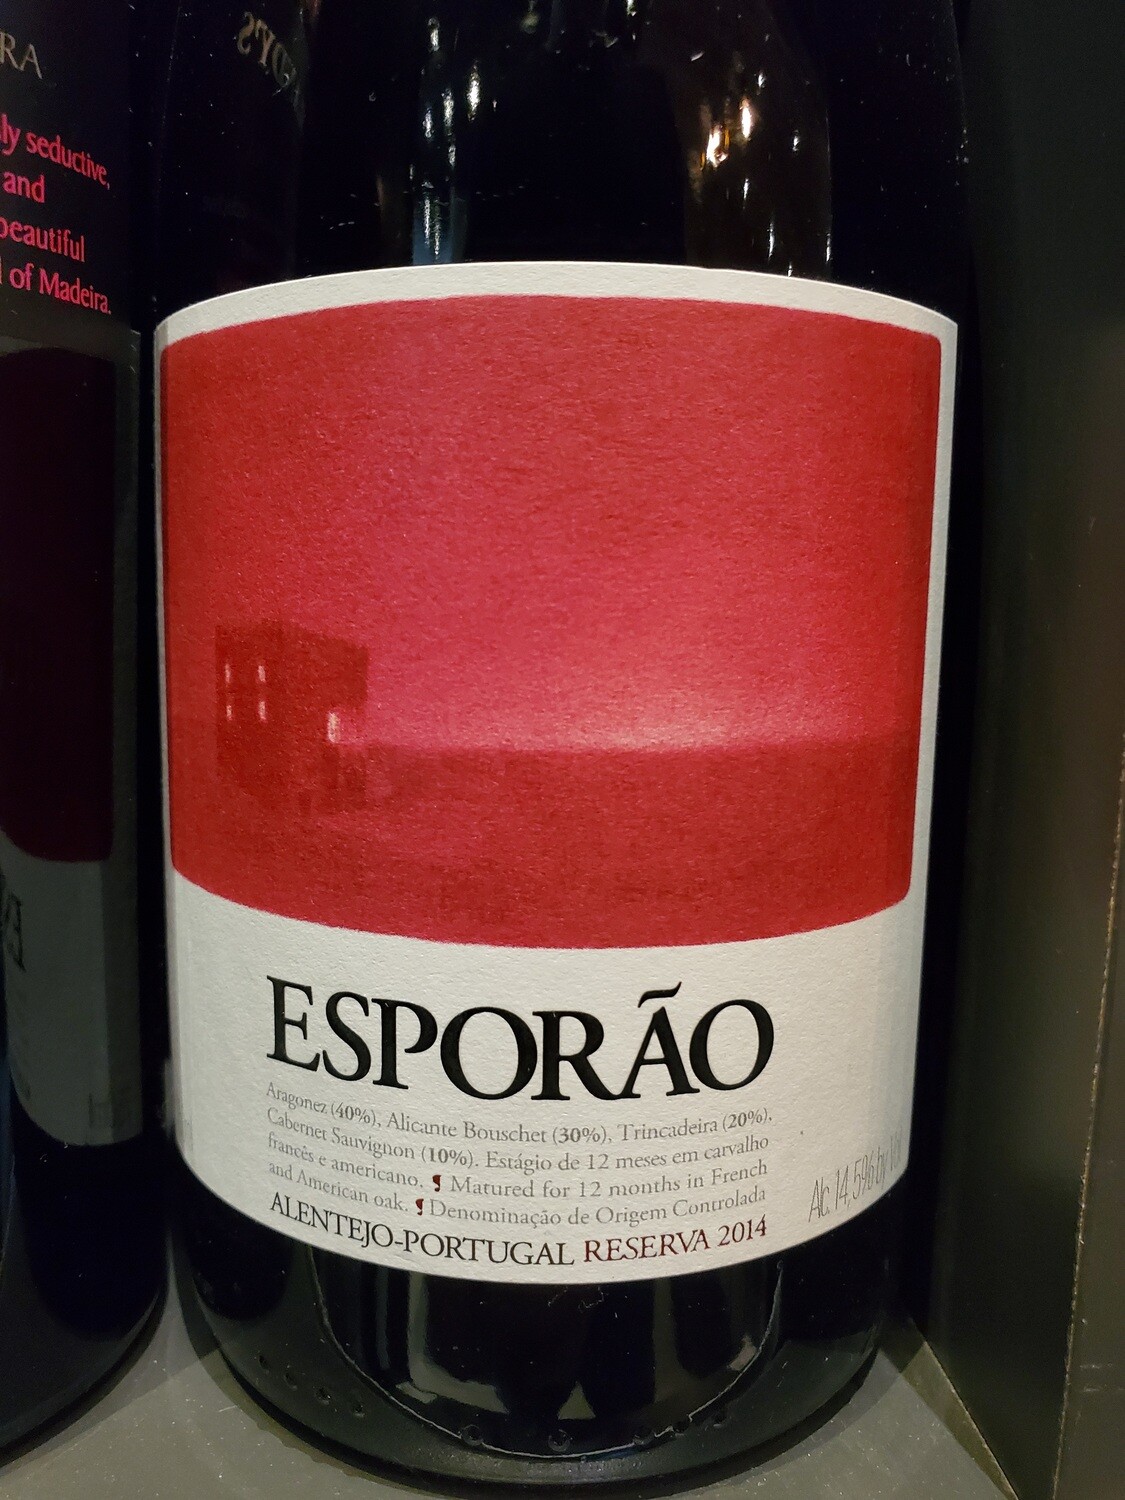 RA
seductive,
and
beautiful
of Madeira.
ESPORÃO
Aragonez (40%), Alicante Bouschet (30%), Trincadeira (20%),
Cabernet Sauvignon (10%). Estágio de 12 meses em carvalho
francês e americano. ¶ Matured for 12 months in French
and American oak. ¶ Denominação de Origem Controlada
ALENTEJO-PORTUGAL RESERVA 2014
Alc. 14,5% by Vol